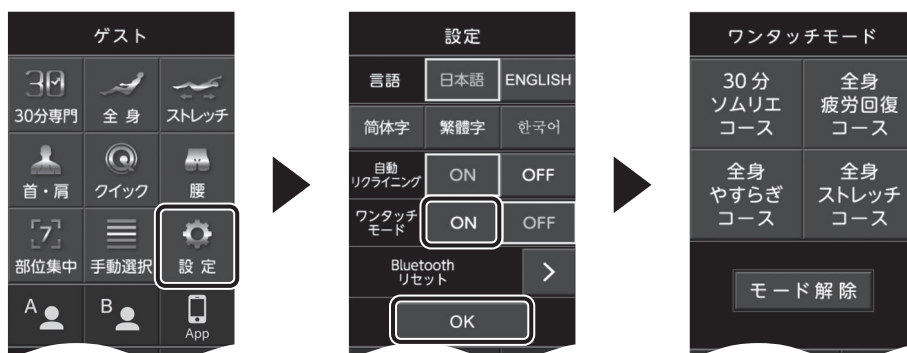 ゲスト
30
30分専門
全 身
ストレッチ
首・肩
クイック
腰
7
部位集中
手動選択
設 定
A
B
App
設定
言語
日本語
ENGLISH
简体字
繁體字
한국어
自動
リクライニング
ON
OFF
ワンタッチ
モード
ON
OFF
Bluetooth
リセット
OK
ワンタッチモード
30 分
ソムリエ
コース
全身
疲労回復
コース
全身
やすらぎ
コース
全身
ストレッチ
コース
モード解除